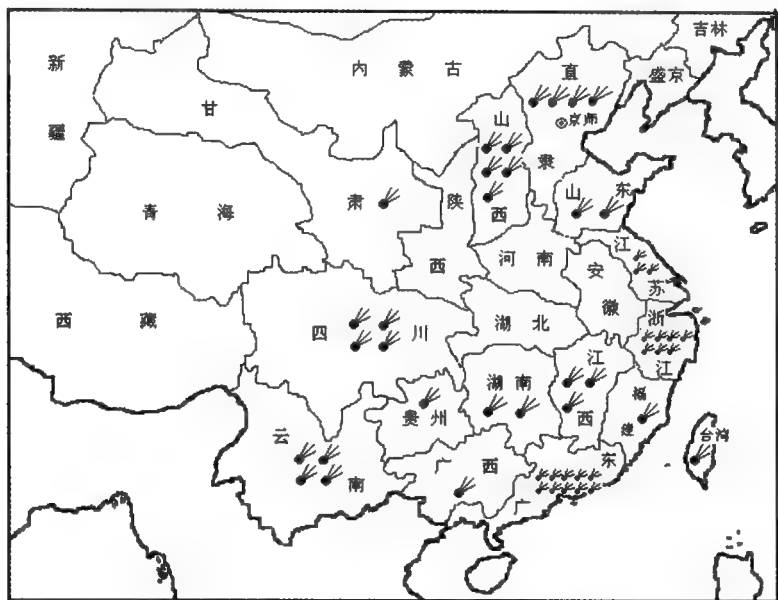 吉林
新疆
内蒙古
直隶
盛京
京师
甘肃
山西
陕西
山东
青海
河南
江苏
安徽
西藏
四川
湖北
浙江
湖南
江西
贵州
福建
云南
广西
广东
台湾